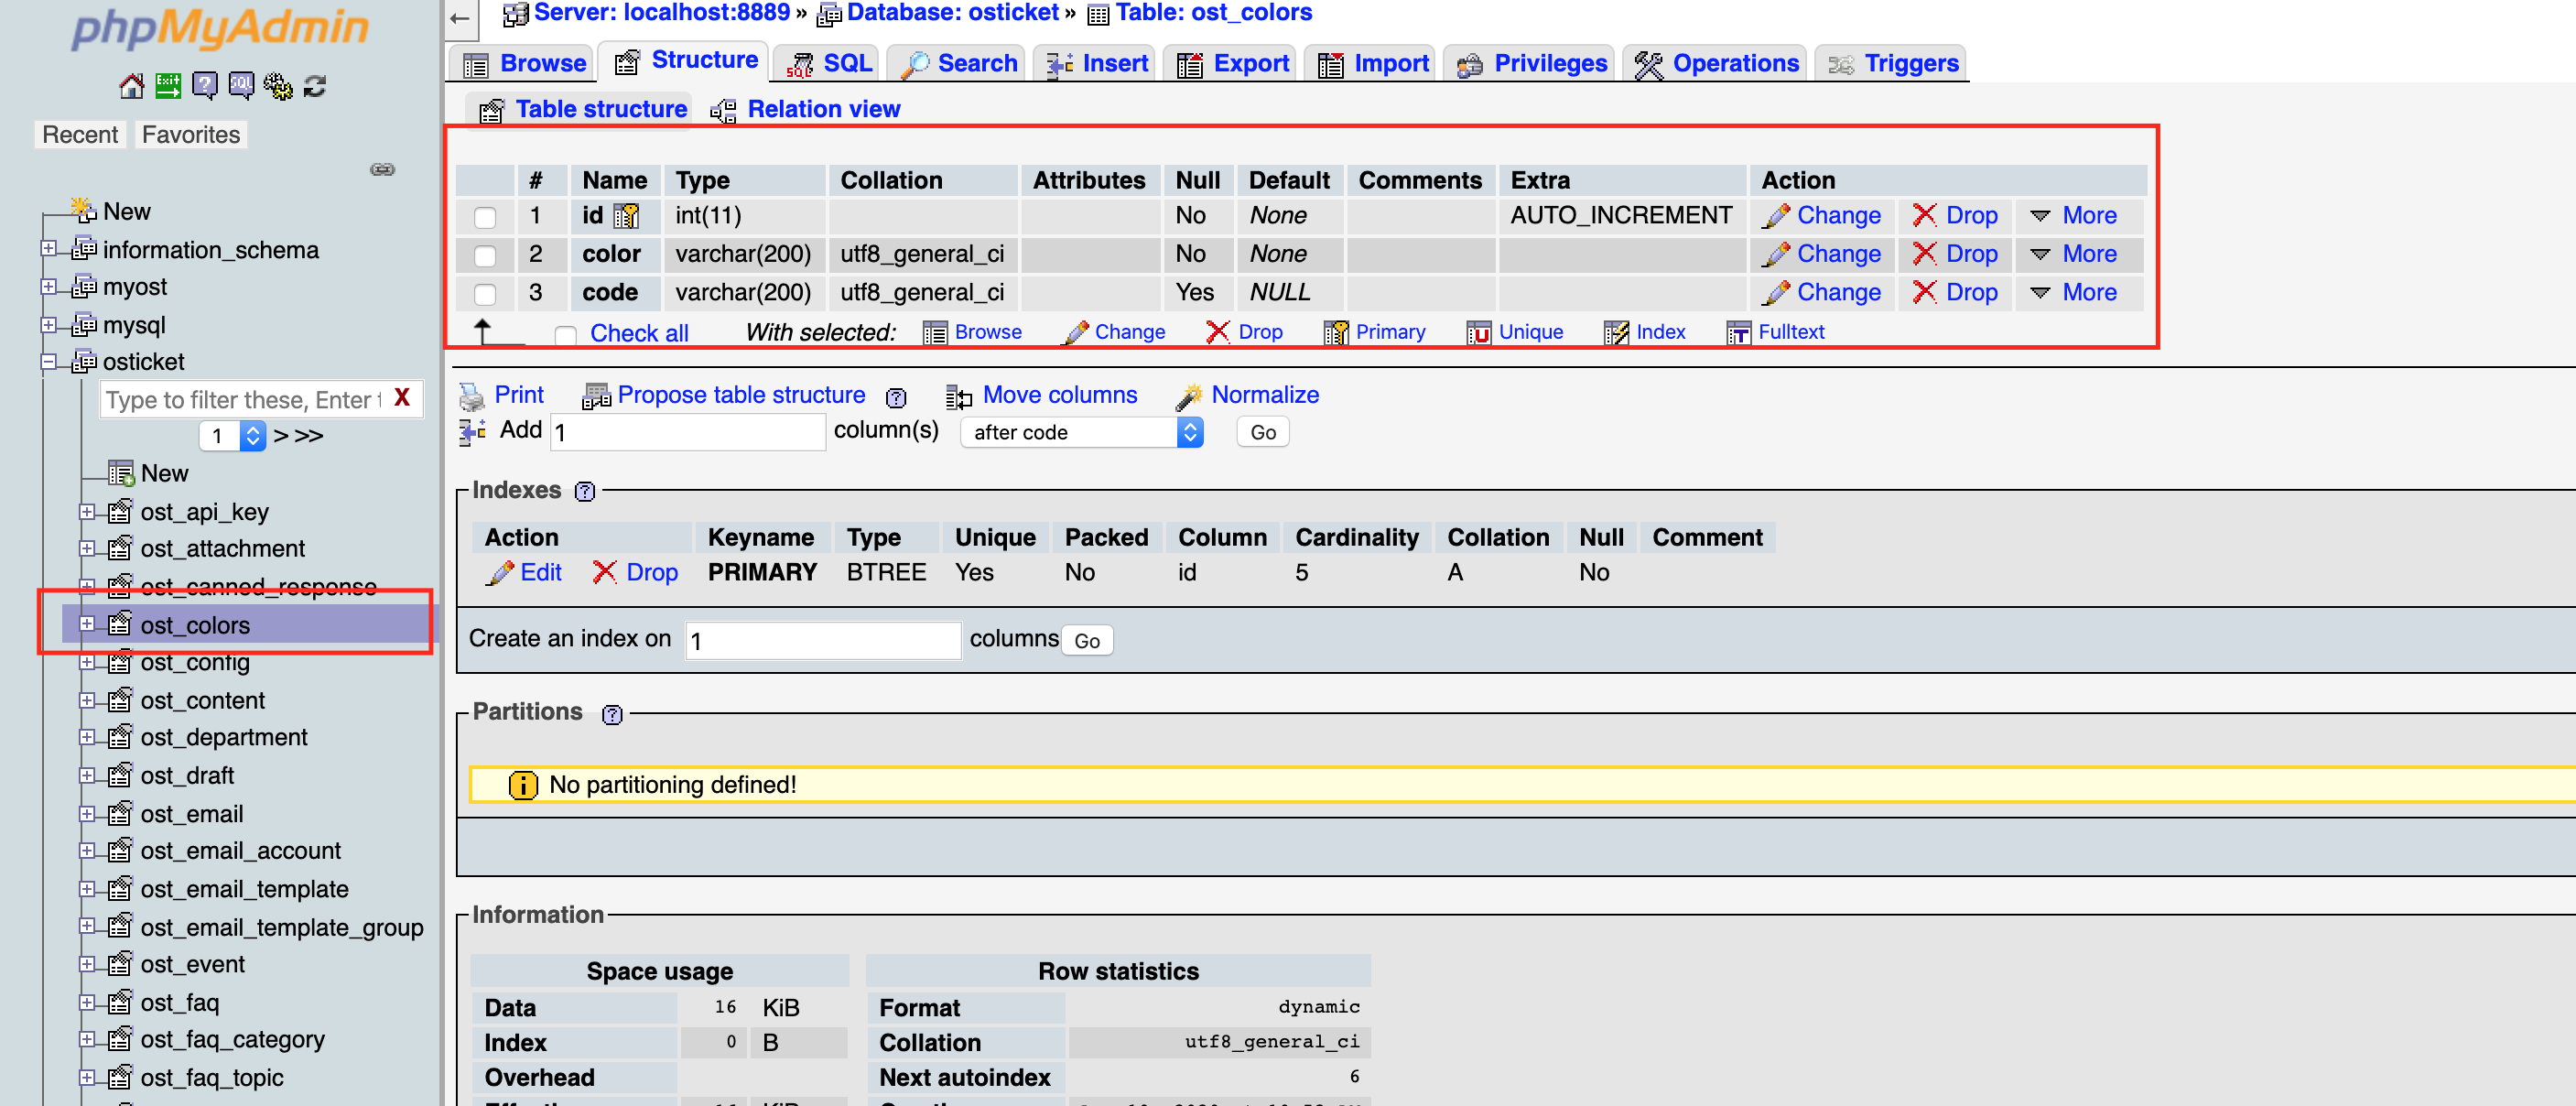 phpMyAdmin
Recent Favorites
New
information_schema
myost
mysql
osticket
Type to filter these, Enter t X
1 > >>
New
ost_api_key
ost_attachment
ost_canned_response
ost_colors
ost_config
ost_content
ost_department
ost_draft
ost_email
ost_email_account
ost_email_template
ost_email_template_group
ost_event
ost_faq
ost_faq_category
ost_faq_topic
Server: localhost:8889 » Database: osticket » Table: ost_colors
Browse Structure SQL Search Insert Export Import Privileges Operations Triggers
Table structure Relation view
# Name Type Collation Attributes Null Default Comments Extra Action
1 id int(11) No None AUTO_INCREMENT Change Drop More
2 color varchar(200) utf8_general_ci No None Change Drop More
3 code varchar(200) utf8_general_ci Yes NULL Change Drop More
Check all With selected: Browse Change Drop Primary Unique Index Fulltext
Print Propose table structure Move columns Normalize
Add 1 column(s) after code Go
Indexes
Action Keyname Type Unique Packed Column Cardinality Collation Null Comment
Edit Drop PRIMARY BTREE Yes No id 5 A No
Create an index on 1 columns Go
Partitions
No partitioning defined!
Information
Space usage
Data 16 KiB
Index 0 B
Overhead
Row statistics
Format dynamic
Collation utf8_general_ci
Next autoindex 6